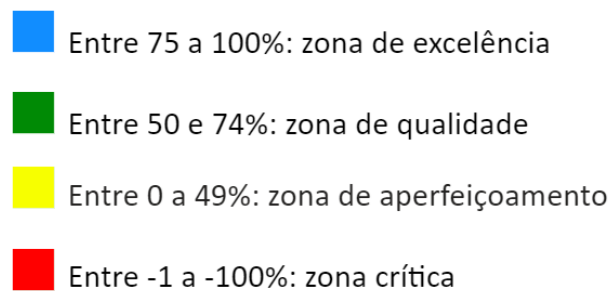 Entre 75 a 100%: zona de excelência
Entre 50 e 74%: zona de qualidade
Entre 0 a 49%: zona de aperfeiçoamento
Entre -1 a -100%: zona crítica